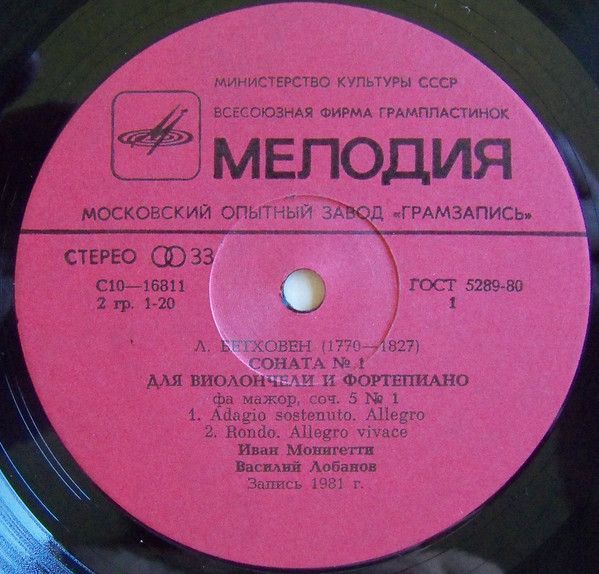 МИНИСТЕРСТВО КУЛЬТУРЫ СССР
ВСЕСОЮЗНАЯ ФИРМА ГРАМПЛАСТИНОК
МЕЛОДИЯ
МОСКОВСКИЙ ОПЫТНЫЙ ЗАВОД «ГРАМЗАПИСЬ»
СТЕРЕО 33
С10—16811
2 гр. 1-20
ГОСТ 5289-80
1
Л. БЕТХОВЕН (1770—1827)
СОНАТА № 1
ДЛЯ ВИОЛОНЧЕЛИ И ФОРТЕПИАНО
фа мажор, соч. 5 № 1
1. Adagio sostenuto. Allegro
2. Rondo. Allegro vivace
Иван Монигетти
Василий Лобанов
Запись 1981 г.